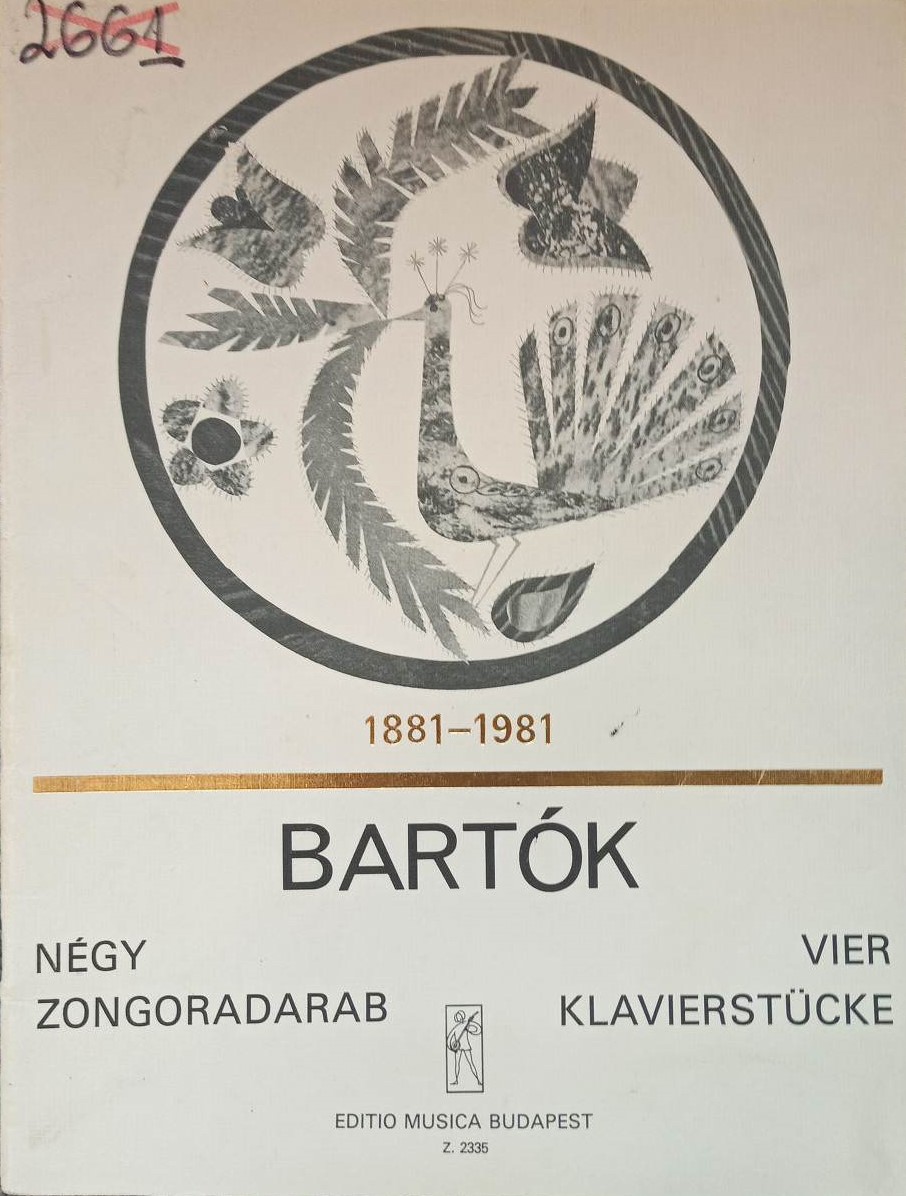 2661
1881–1981
BARTÓK
NÉGY
ZONGORADARAB
VIER
KLAVIERSTÜCKE
EDITIO MUSICA BUDAPEST
Z. 2335